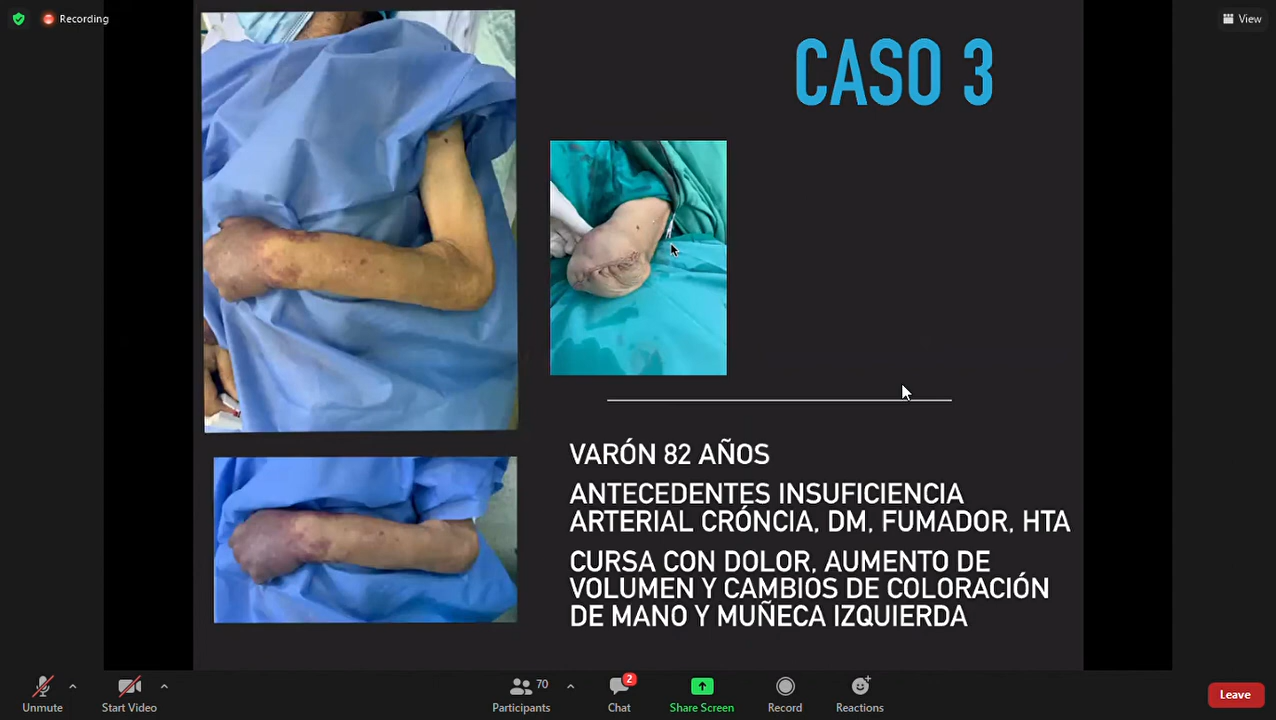 Recording
View
CASO 3
VARÓN 82 AÑOS
ANTECEDENTES INSUFICIENCIA
ARTERIAL CRÓNCIA, DM, FUMADOR, HTA
CURSA CON DOLOR, AUMENTO DE
VOLUMEN Y CAMBIOS DE COLORACIÓN
DE MANO Y MUÑECA IZQUIERDA
70
2
Unmute
Start Video
Participants
Chat
Share Screen
Record
Reactions
Leave